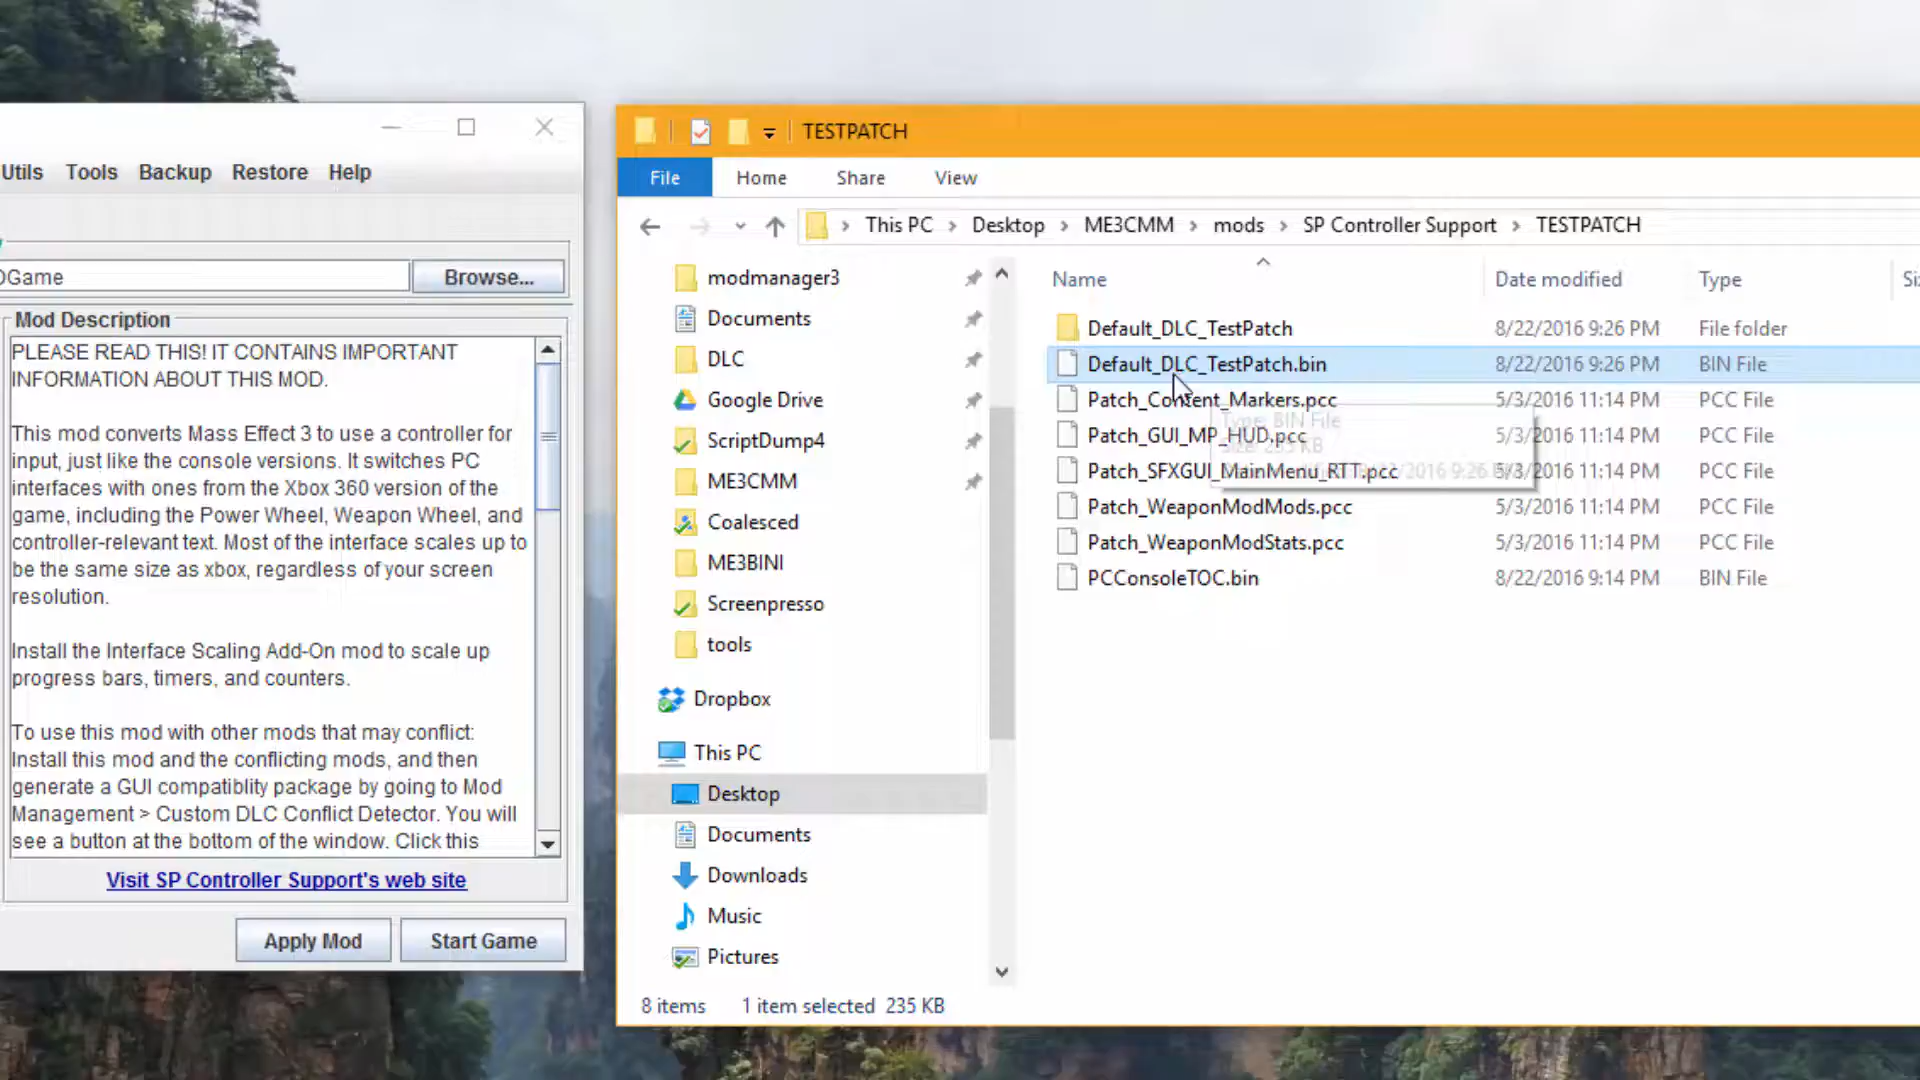 Utils Tools Backup Restore Help
Game
Browse...
Mod Description
PLEASE READ THIS! IT CONTAINS IMPORTANT
INFORMATION ABOUT THIS MOD.
This mod converts Mass Effect 3 to use a controller for
input, just like the console versions. It switches PC
interfaces with ones from the Xbox 360 version of the
game, including the Power Wheel, Weapon Wheel, and
controller-relevant text. Most of the interface scales up to
be the same size as xbox, regardless of your screen
resolution.
Install the Interface Scaling Add-On mod to scale up
progress bars, timers, and counters.
To use this mod with other mods that may conflict:
Install this mod and the conflicting mods, and then
generate a GUI compatiblity package by going to Mod
Management > Custom DLC Conflict Detector. You will
see a button at the bottom of the window. Click this
Visit SP Controller Support's web site
Apply Mod
Start Game
TESTPATCH
File Home Share View
This PC > Desktop > ME3CMM > mods > SP Controller Support > TESTPATCH
modmanager3
Documents
DLC
Google Drive
ScriptDump4
ME3CMM
Coalesced
ME3BINI
Screenpresso
tools
Dropbox
This PC
Desktop
Documents
Downloads
Music
Pictures
Name Date modified Type
Default_DLC_TestPatch 8/22/2016 9:26 PM File folder
Default_DLC_TestPatch.bin 8/22/2016 9:26 PM BIN File
Patch_Content_Markers.pcc 5/3/2016 11:14 PM PCC File
Type: BIN File
Patch_GUI_MP_HUD.pcc 5/3/2016 11:14 PM PCC File
Size: 235 KB
Patch_SFXGUI_MainMenu_RTT.pcc 5/3/2016 11:14 PM PCC File
Patch_WeaponModMods.pcc 5/3/2016 11:14 PM PCC File
Patch_WeaponModStats.pcc 5/3/2016 11:14 PM PCC File
PCConsoleTOC.bin 8/22/2016 9:14 PM BIN File
8 items 1 item selected 235 KB